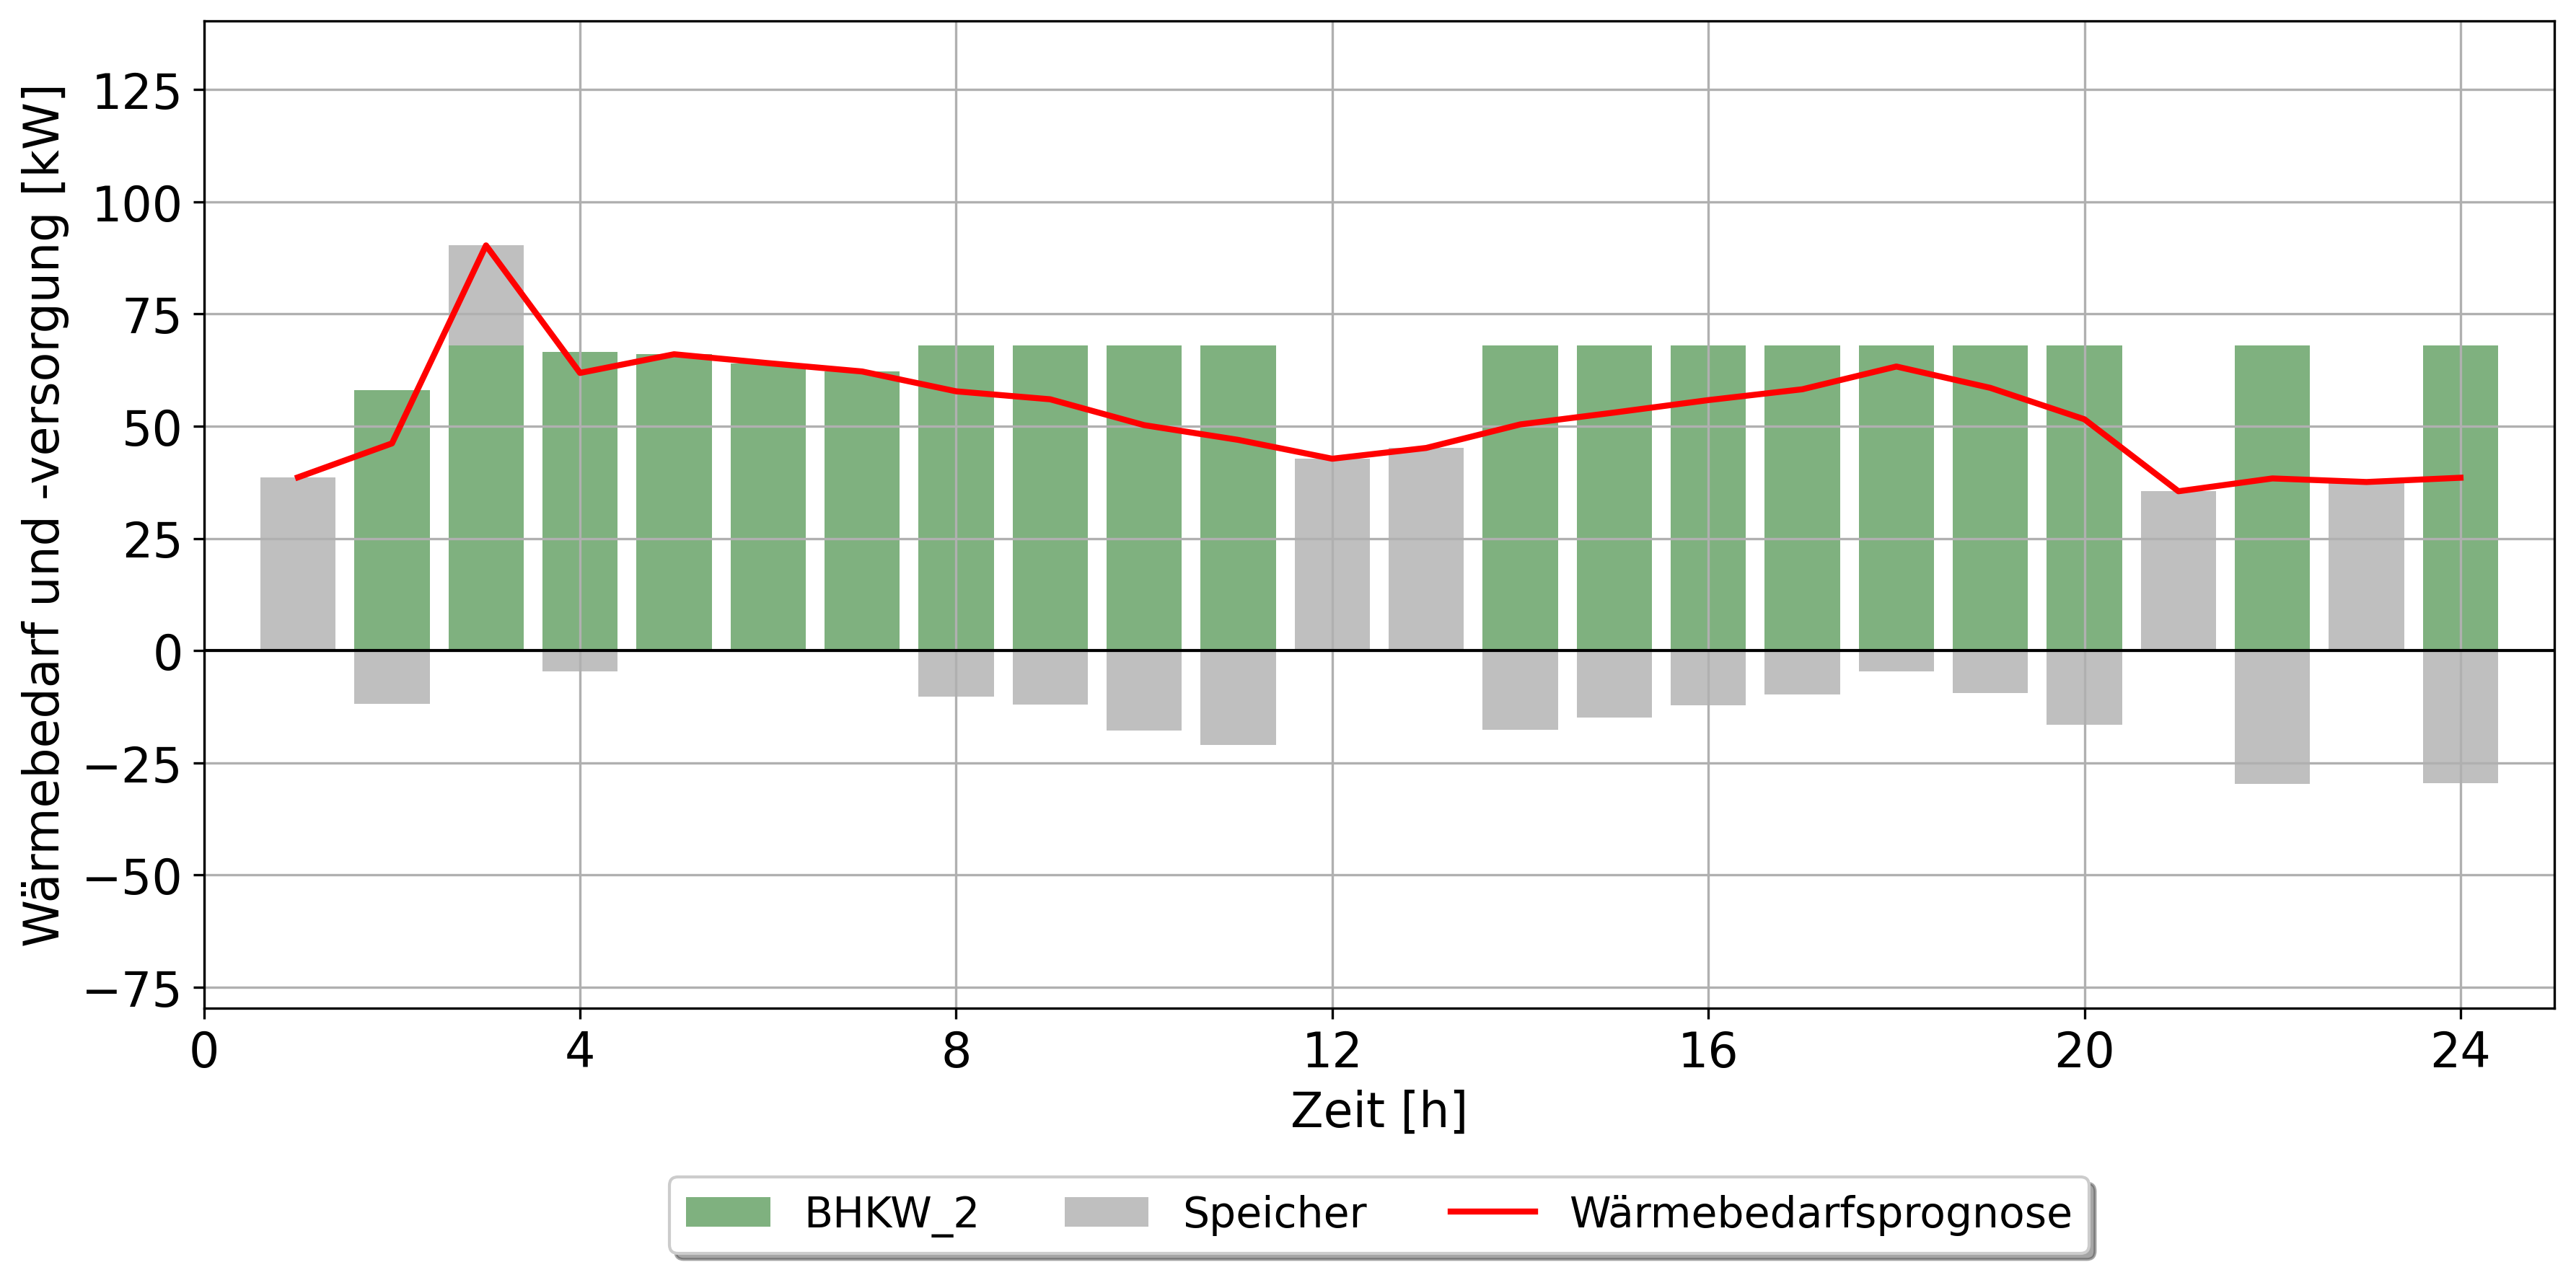 Wärmebedarf und -versorgung [kW]
125
100
75
50
25
0
−25
−50
−75
0 4 8 12 16 20 24
Zeit [h]
BHKW_2 Speicher Wärmebedarfsprognose